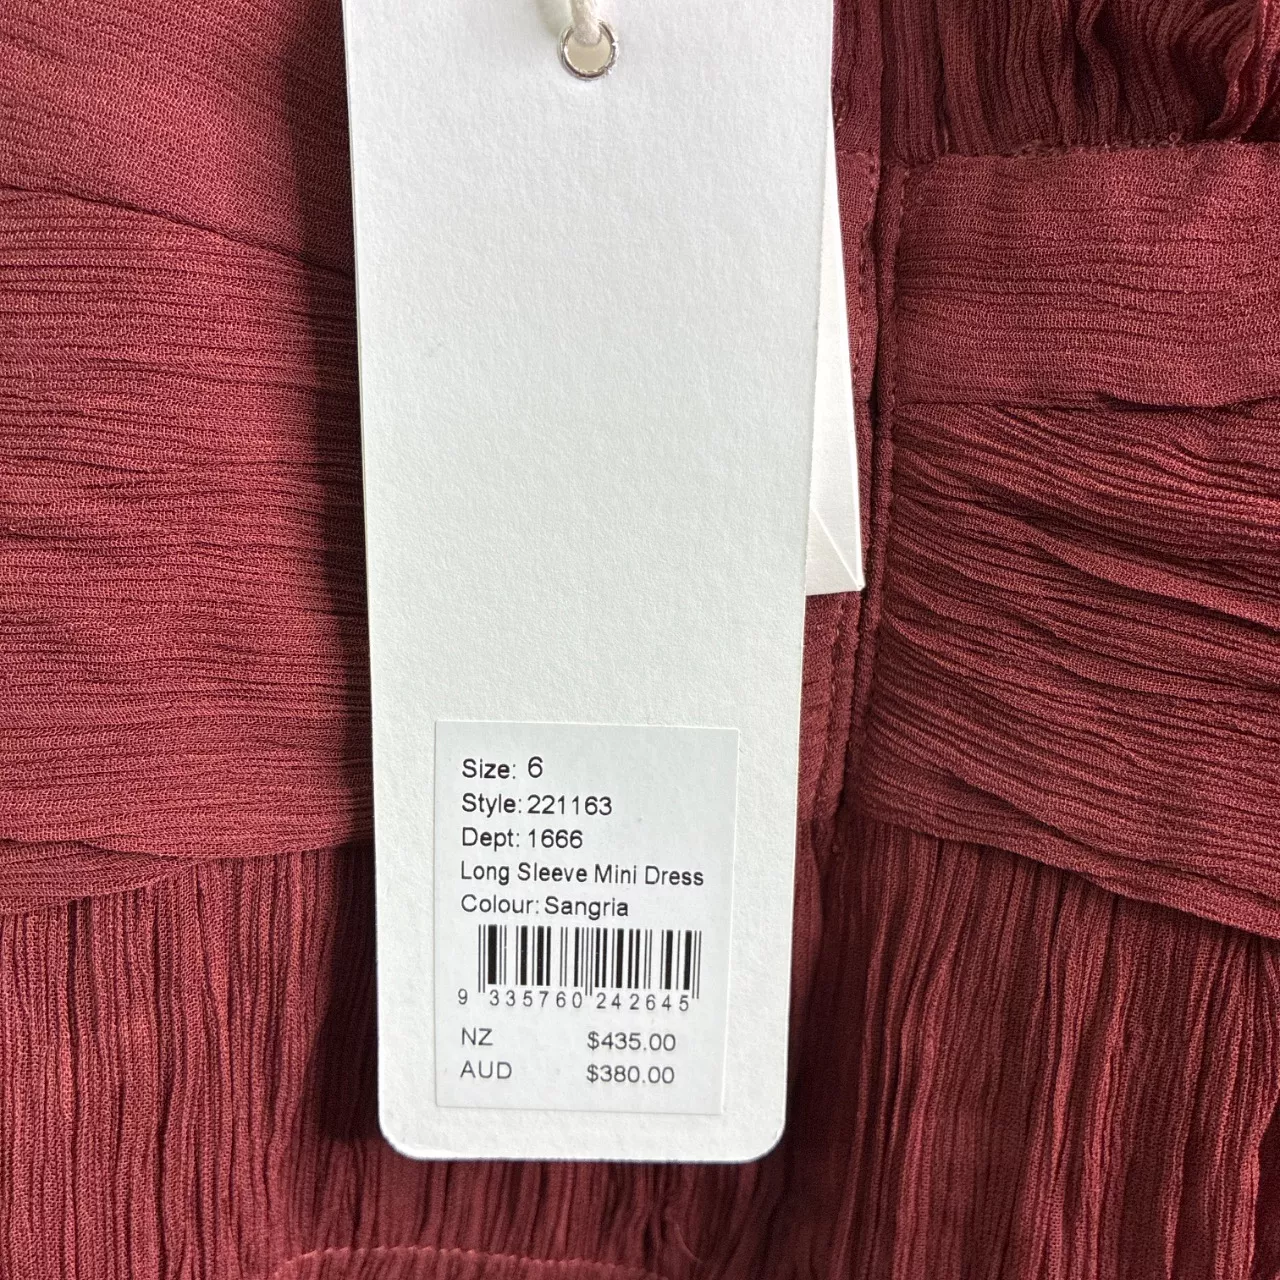 Size: 6
Style: 221163
Dept: 1666
Long Sleeve Mini Dress
Colour: Sangria
9 335760 242645
NZ $435.00
AUD $380.00